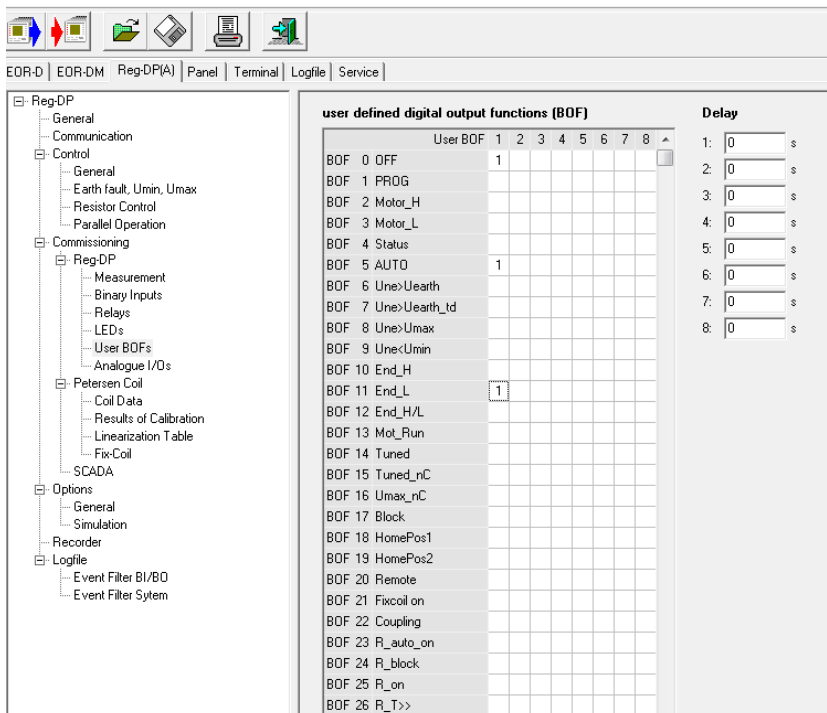 EOR-D EOR-DM Reg-DP(A) Panel Terminal Logfile Service
Reg-DP
General
Communication
Control
General
Earth fault, Umin, Umax
Resistor Control
Parallel Operation
Commissioning
Reg-DP
Measurement
Binary Inputs
Relays
LEDs
User BOFs
Analogue I/Os
Petersen Coil
Coil Data
Results of Calibration
Linearization Table
Fix-Coil
SCADA
Options
General
Simulation
Recorder
Logfile
Event Filter BI/BO
Event Filter Sytem
user defined digital output functions (BOF)
User BOF 1 2 3 4 5 6 7 8
BOF 0 OFF 1
BOF 1 PROG
BOF 2 Motor_H
BOF 3 Motor_L
BOF 4 Status
BOF 5 AUTO 1
BOF 6 Une>Uearth
BOF 7 Une>Uearth_td
BOF 8 Une>Umax
BOF 9 Une<Umin
BOF 10 End_H
BOF 11 End_L 1
BOF 12 End_H/L
BOF 13 Mot_Run
BOF 14 Tuned
BOF 15 Tuned_nC
BOF 16 Umax_nC
BOF 17 Block
BOF 18 HomePos1
BOF 19 HomePos2
BOF 20 Remote
BOF 21 Fixcoil on
BOF 22 Coupling
BOF 23 R_auto_on
BOF 24 R_block
BOF 25 R_on
BOF 26 R_T>>
Delay
1: 0 s
2: 0 s
3: 0 s
4: 0 s
5: 0 s
6: 0 s
7: 0 s
8: 0 s